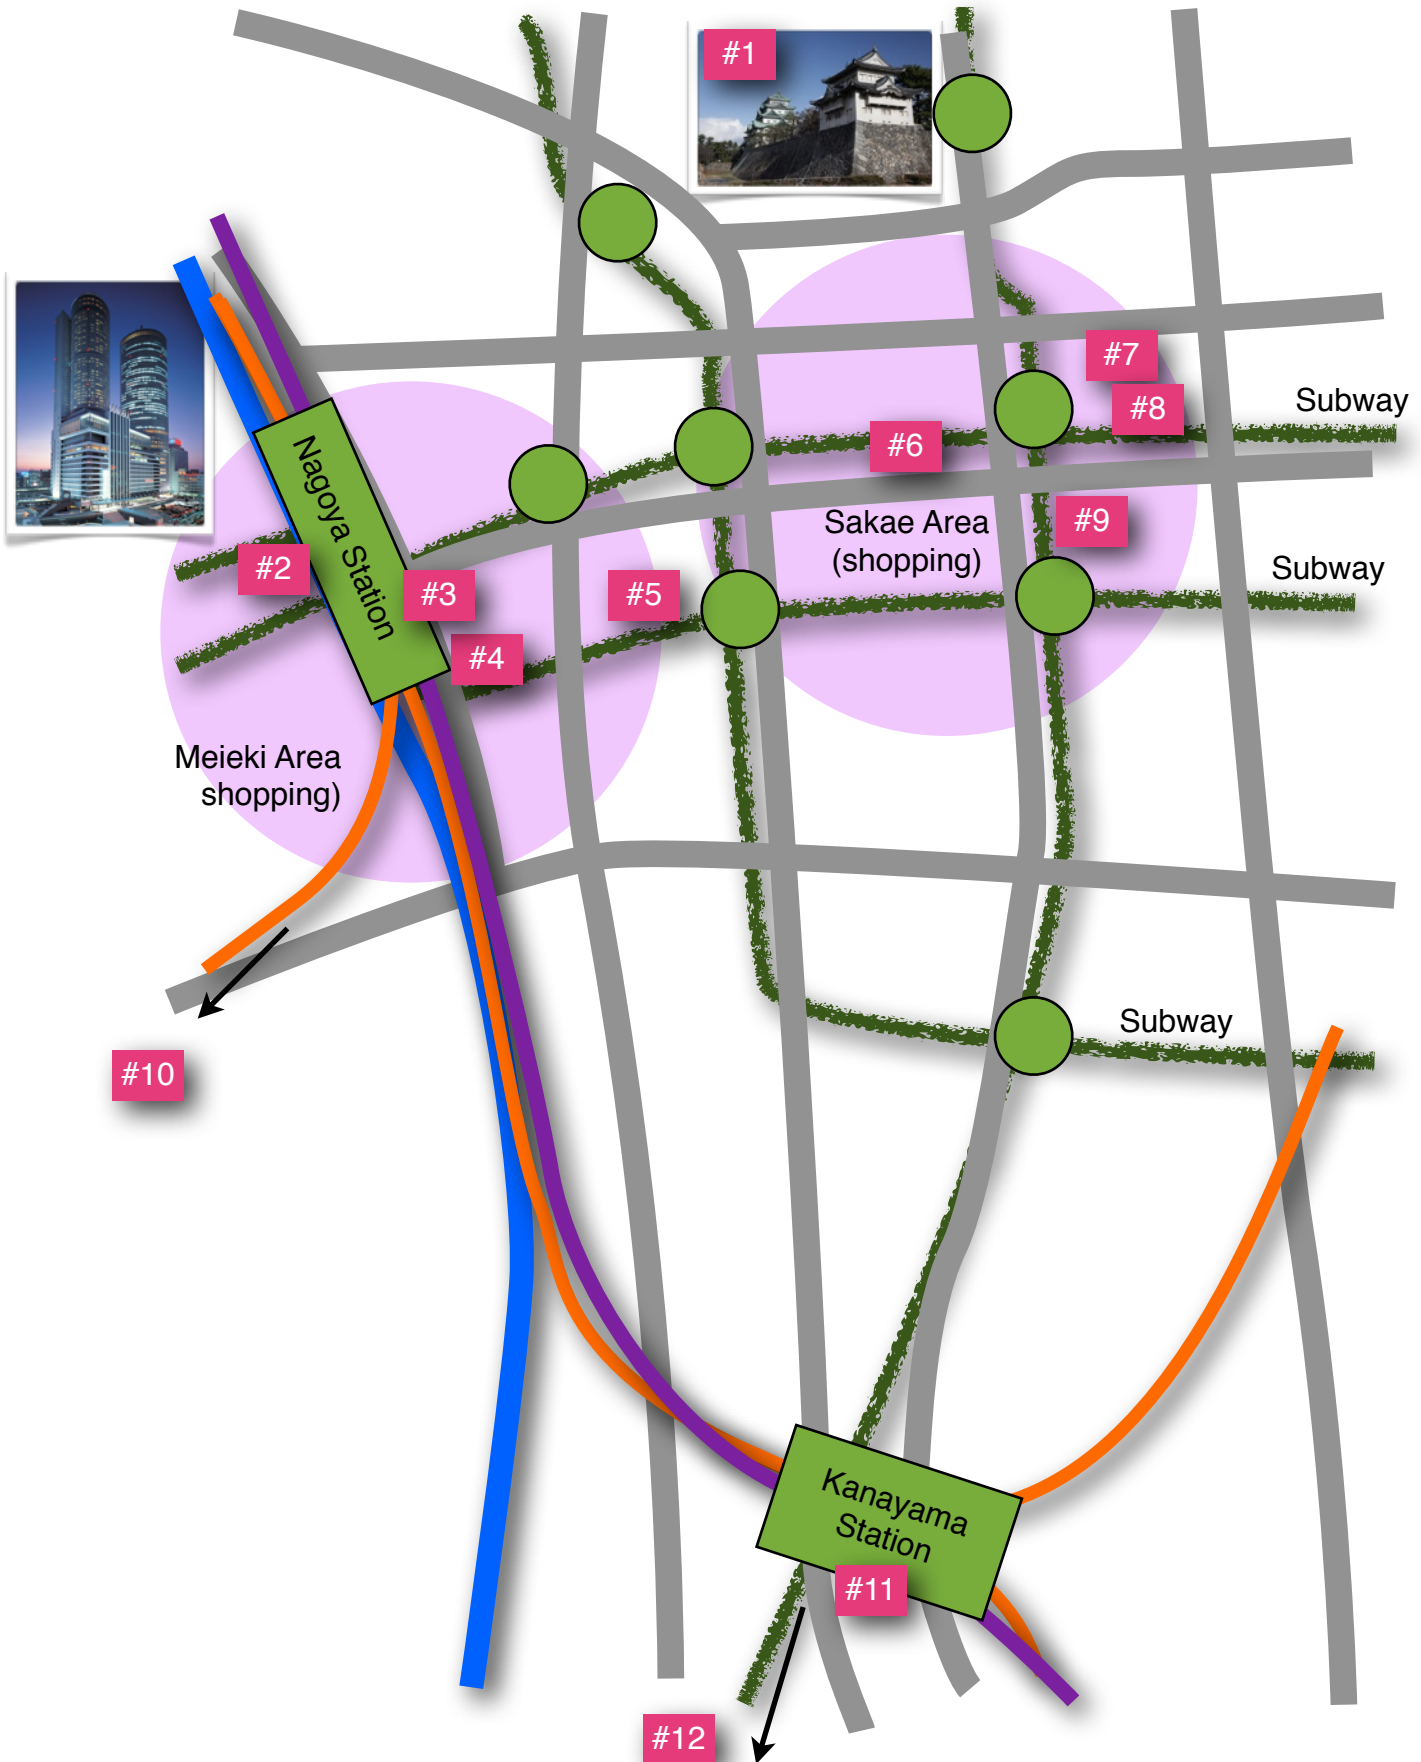 #1
#7
#8
Subway
Nagoya Station
#6
#9
Sakae Area
(shopping)
#2
#3
#5
Subway
#4
Meieki Area
shopping)
Subway
#10
Kanayama
Station
#11
#12